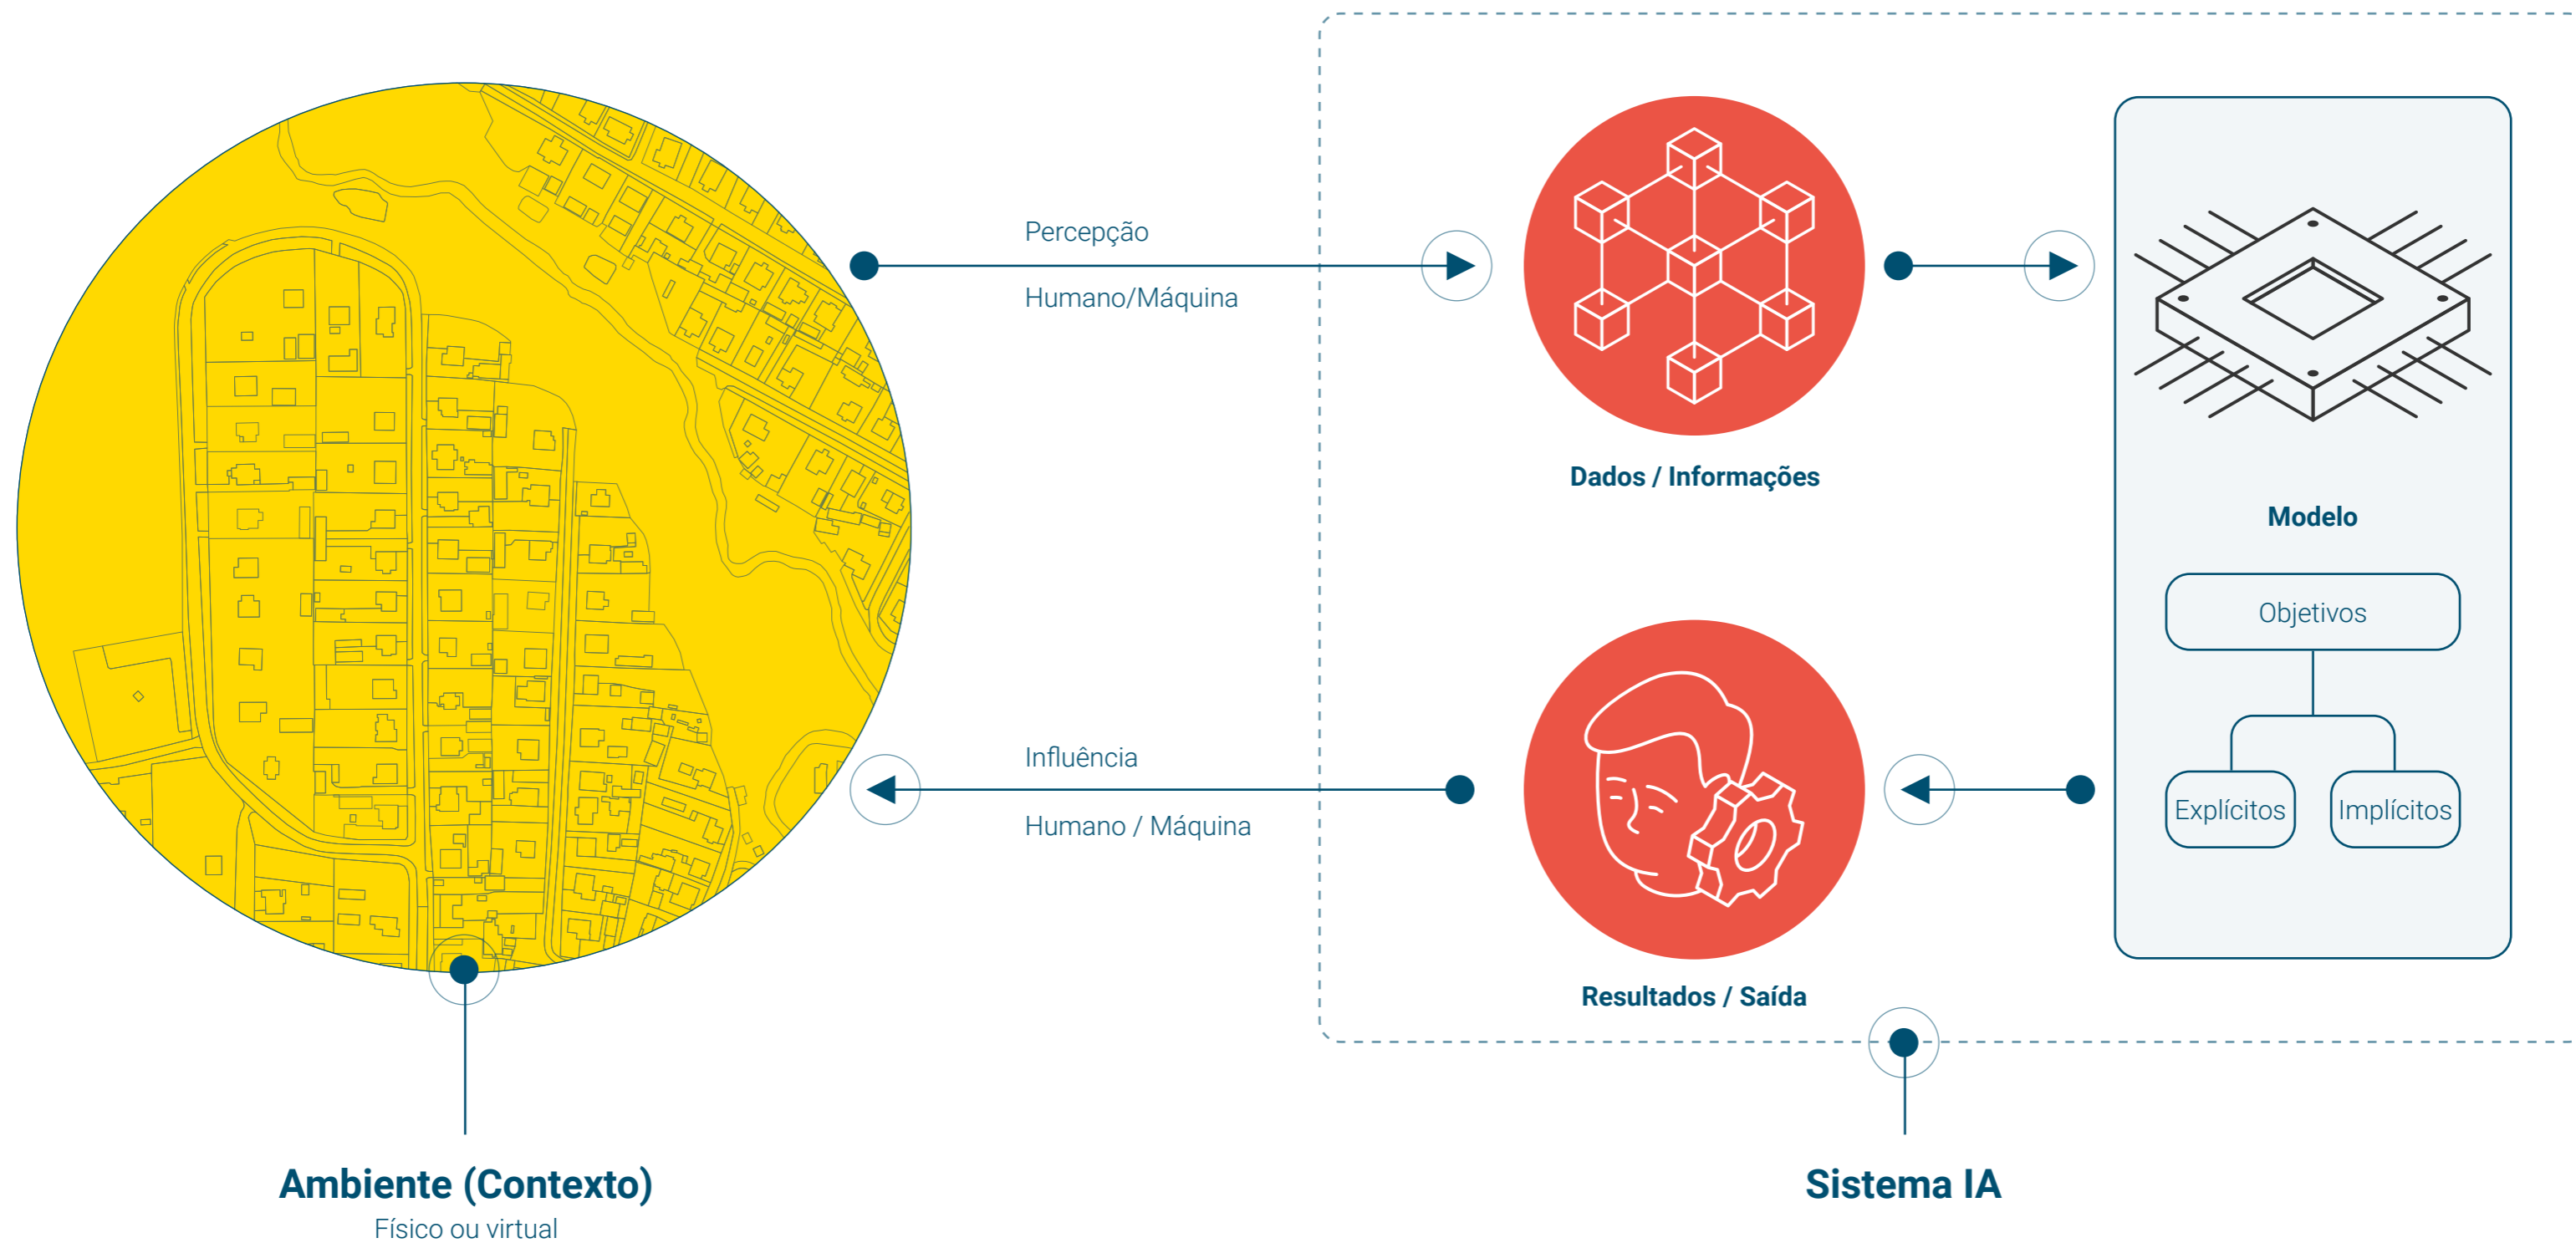 Percepção
Humano/Máquina
Dados / Informações
Modelo
Objetivos
Explícitos
Implícitos
Influência
Humano / Máquina
Resultados / Saída
Ambiente (Contexto)
Físico ou virtual
Sistema IA